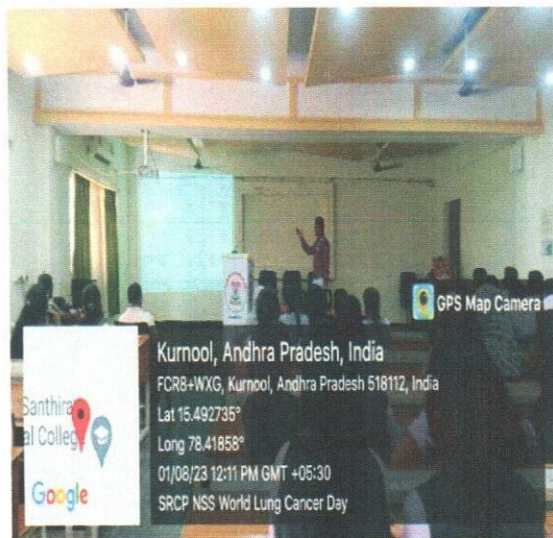 GPS Map Camera
Kurnool, Andhra Pradesh, India
FCR8+WXG, Kurnool, Andhra Pradesh 518112, India
Lat 15.492735°
Long 78.41858°
01/08/23 12:11 PM GMT +05:30
SRCP NSS World Lung Cancer Day
Santhira
al College
Google